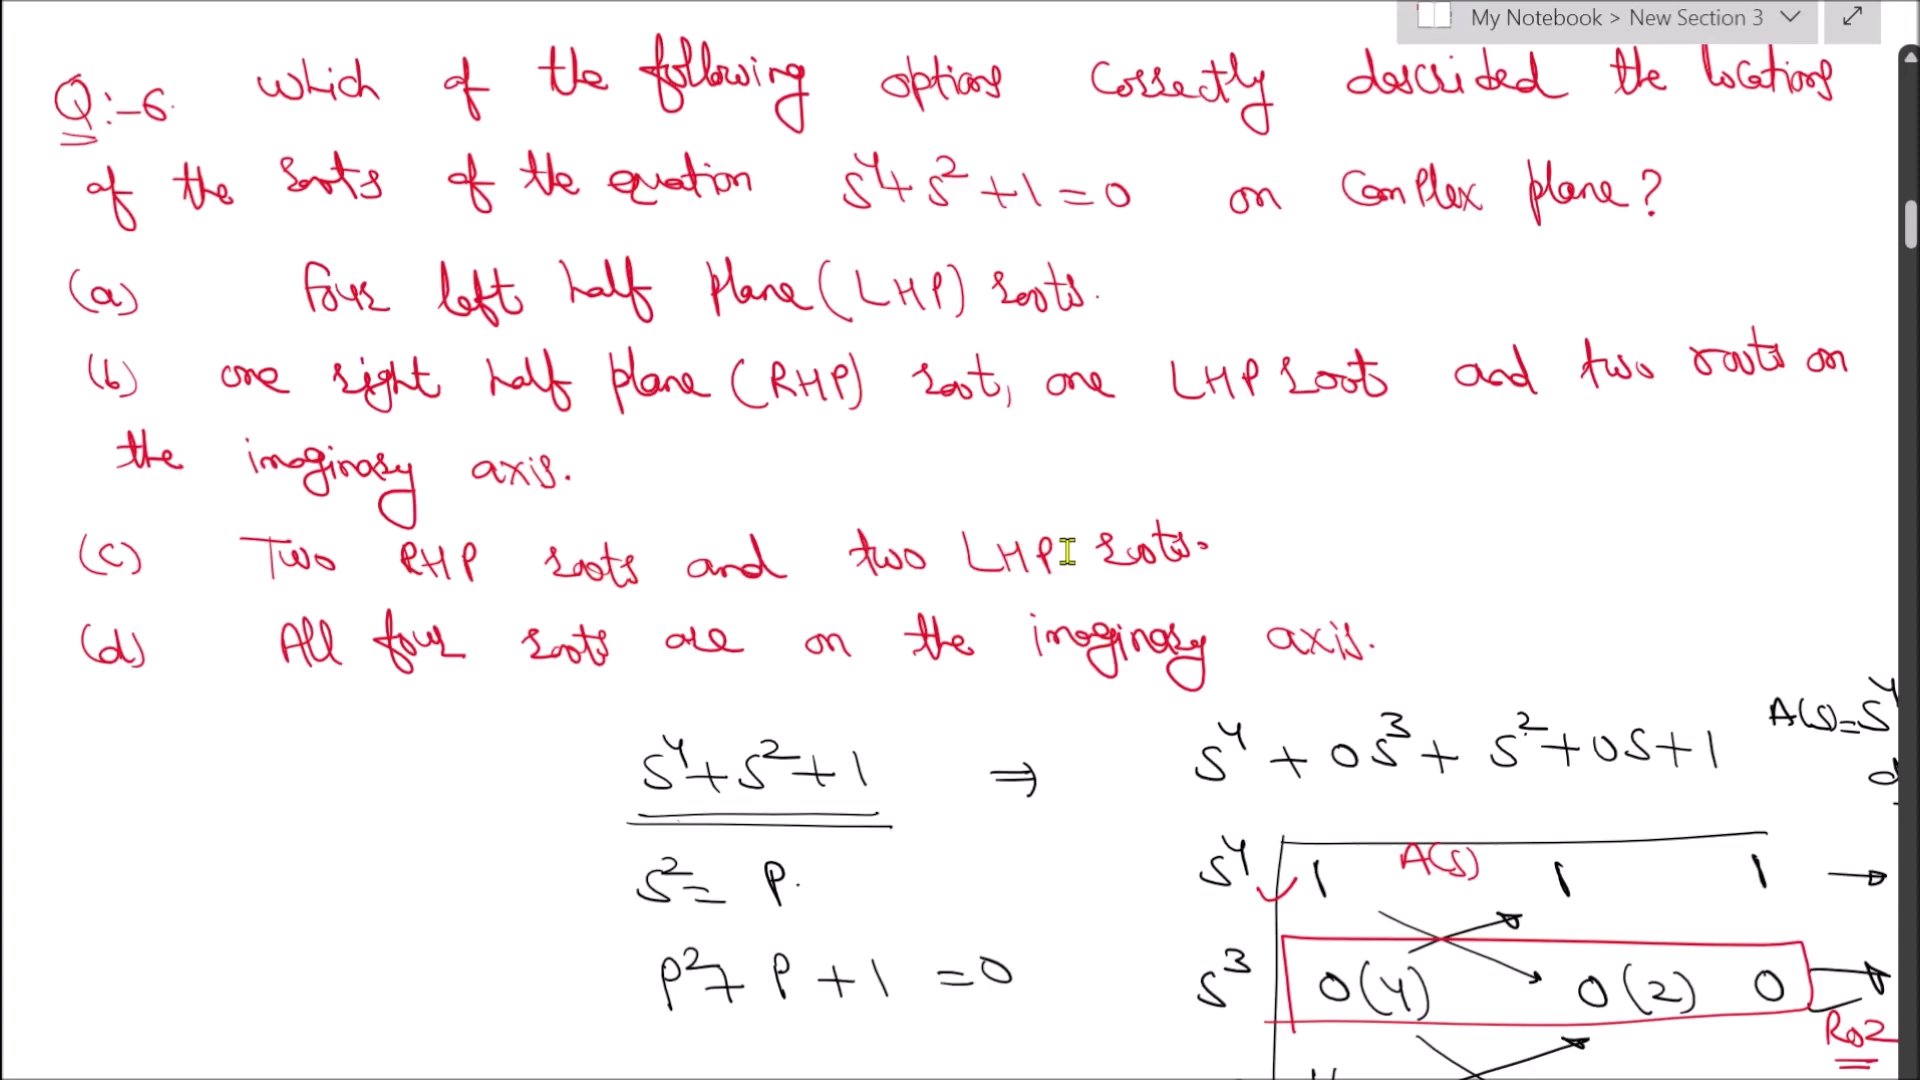 My Notebook > New Section 3
Q:-6. which of the following options correctly descrided the locations
of the roots of the equation s⁴+s²+1=0 on complex plane?
(a) four left half plane (LHP) roots.
(b) one right half plane (RHP) root, one LHP roots and two roots on
the imaginary axis.
(c) Two RHP roots and two LHP roots.
(d) All four roots are on the imaginary axis.
s⁴+s²+1 ⇒ s⁴+0s³+s²+0s+1 A(s)=s⁴
s⁴ 1 A(s) 1 1 →
s²= p.
s³ 0(4) 0(2) 0 →
p²+p+1=0
Roz